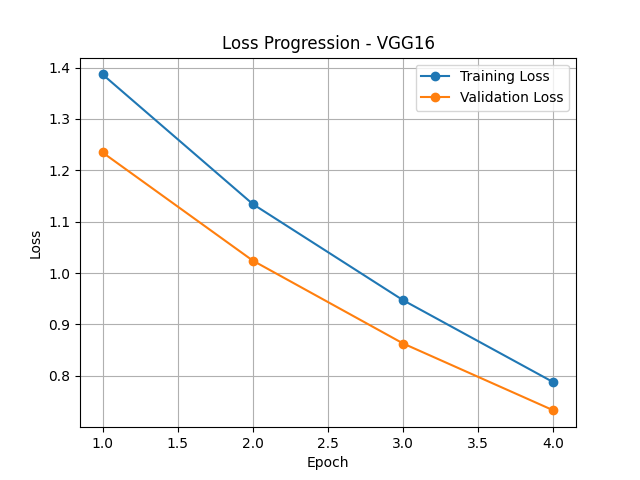 Loss Progression - VGG16
Training Loss
Validation Loss
Loss
1.4
1.3
1.2
1.1
1.0
0.9
0.8
1.0 1.5 2.0 2.5 3.0 3.5 4.0
Epoch